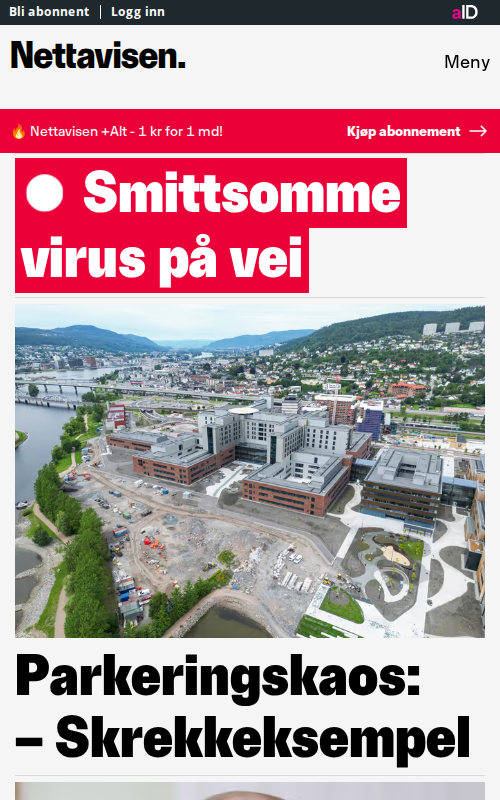 Bli abonnent
Logg inn
aID
Nettavisen.
Meny
🔥 Nettavisen +Alt - 1 kr for 1 md!
Kjøp abonnement →
Smittsomme
virus på vei
Parkeringskaos:
– Skrekkeksempel